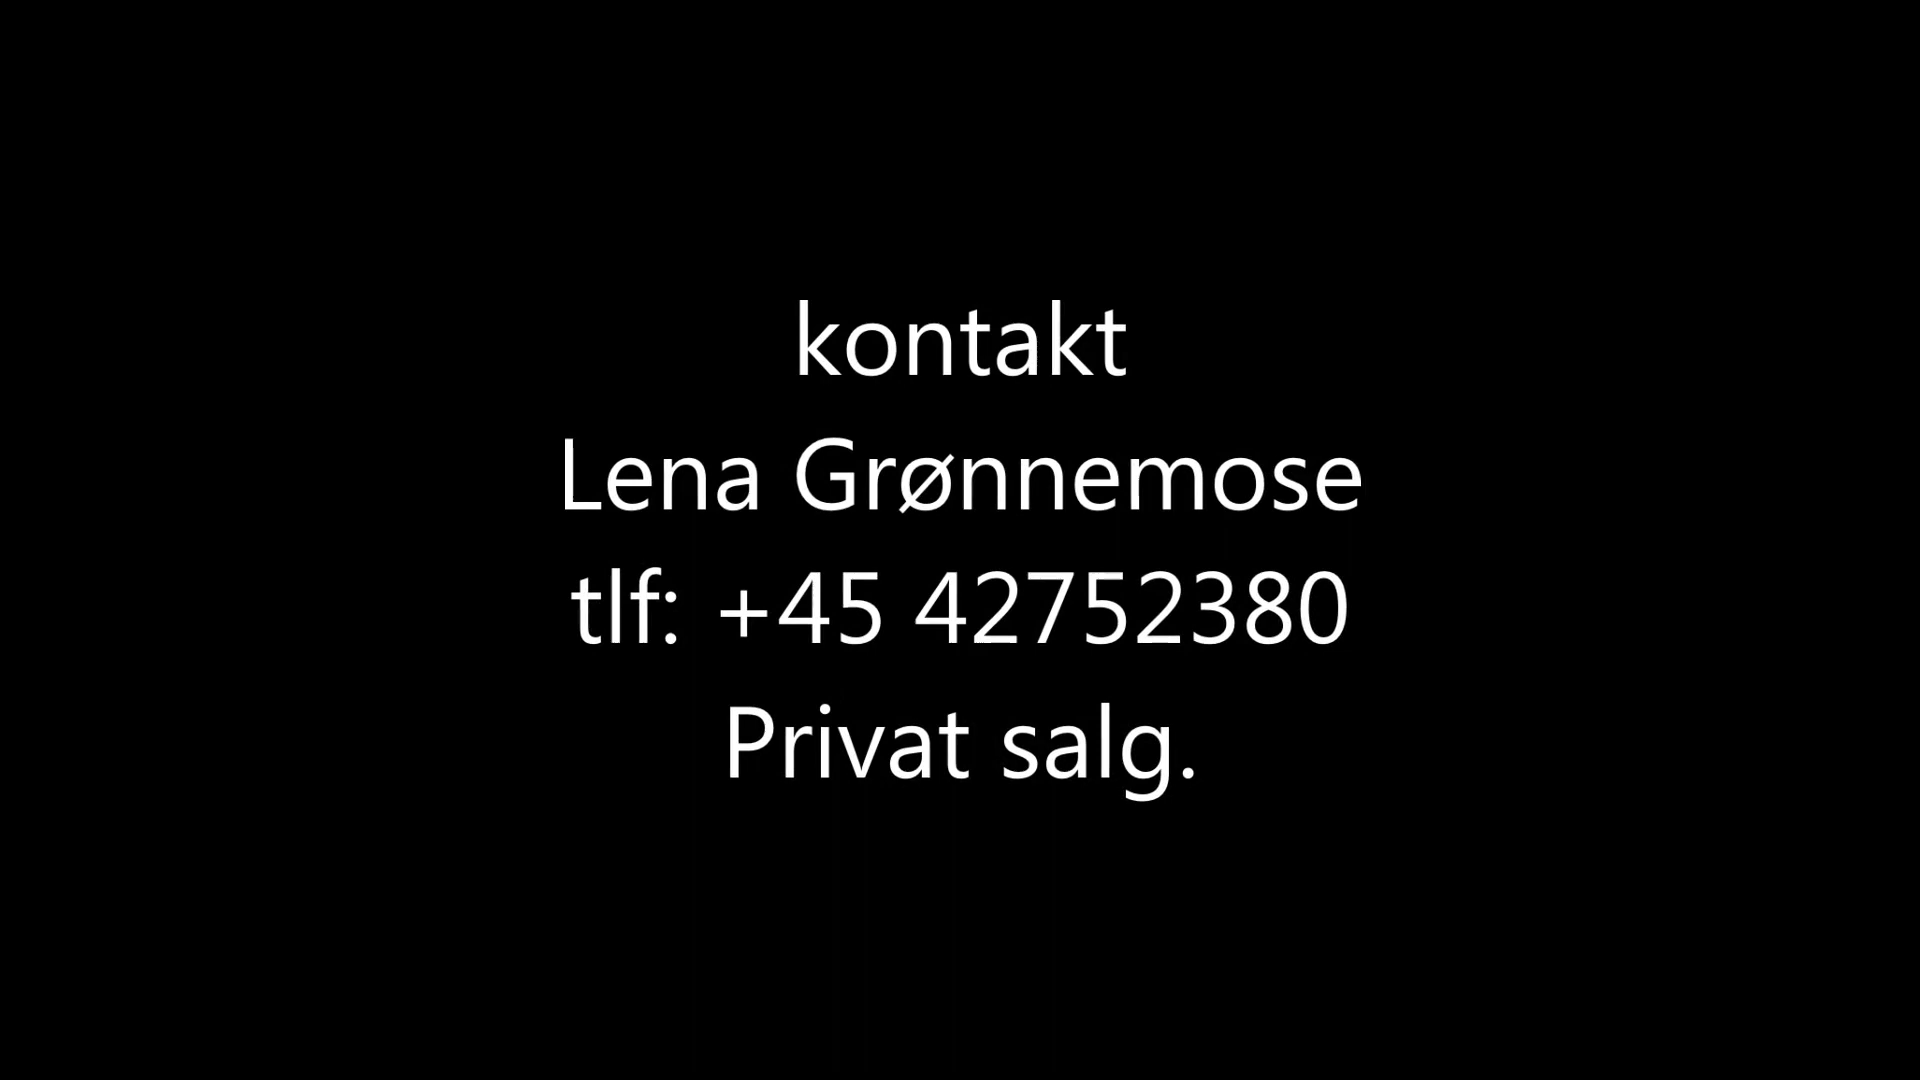 kontakt
Lena Grønnemose
tlf: +45 42752380
Privat salg.